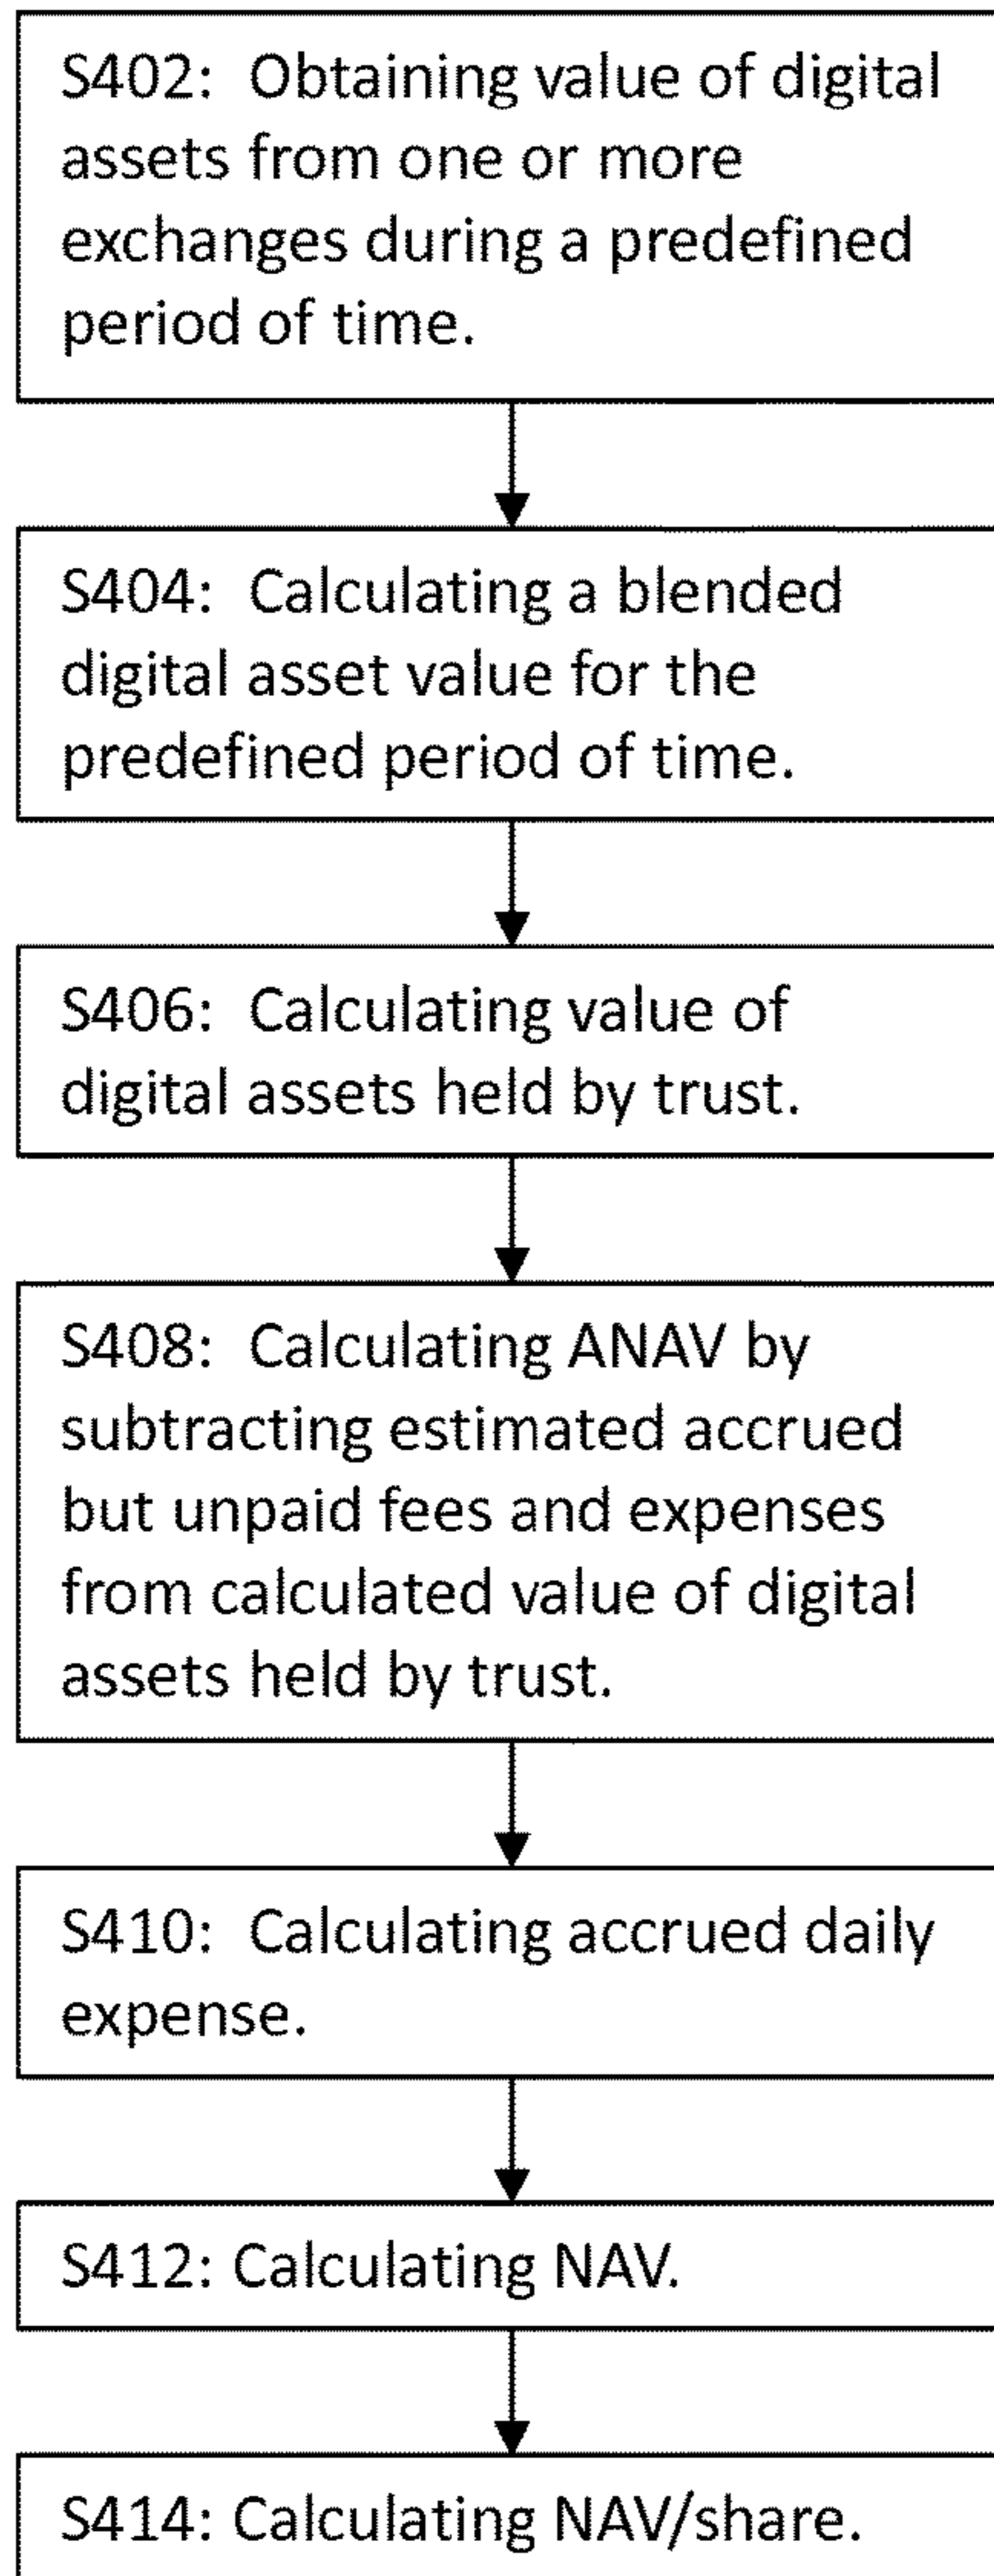 S402: Obtaining value of digital
assets from one or more
exchanges during a predefined
period of time.
S404: Calculating a blended
digital asset value for the
predefined period of time.
S406: Calculating value of
digital assets held by trust.
S408: Calculating ANAV by
subtracting estimated accrued
but unpaid fees and expenses
from calculated value of digital
assets held by trust.
S410: Calculating accrued daily
expense.
S412: Calculating NAV.
S414: Calculating NAV/share.